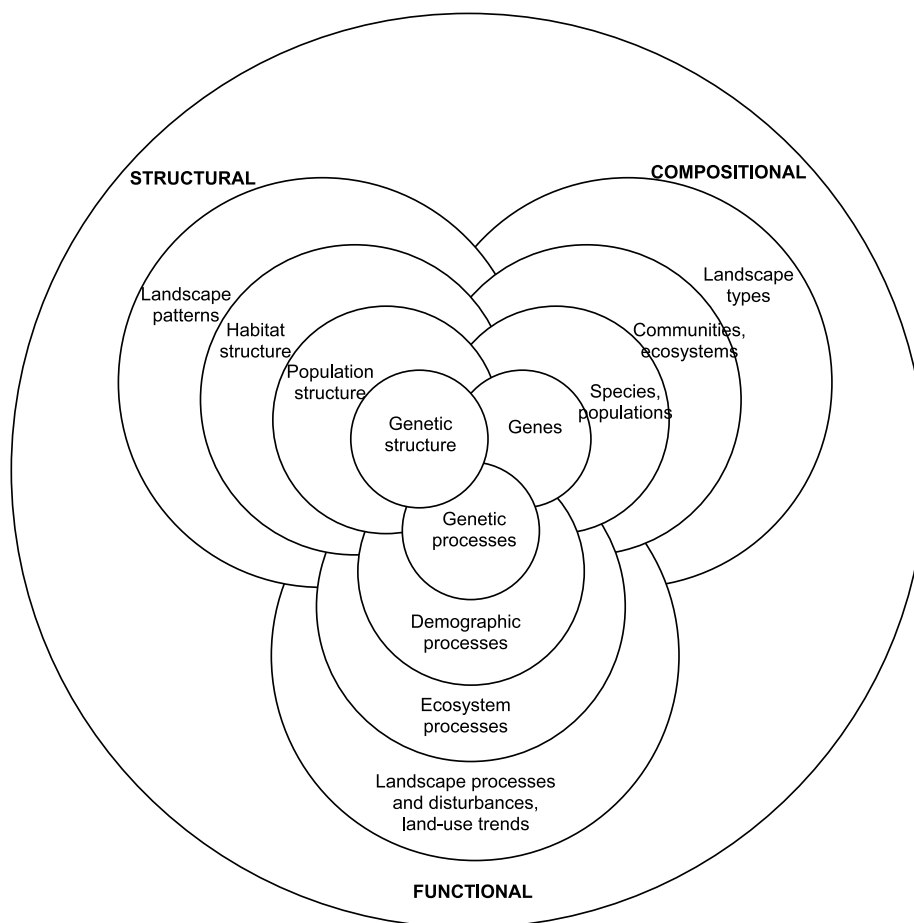 STRUCTURAL
COMPOSITIONAL
Landscape
patterns
Habitat
structure
Population
structure
Genetic
structure
Genes
Species,
populations
Communities,
ecosystems
Landscape
types
Genetic
processes
Demographic
processes
Ecosystem
processes
Landscape processes
and disturbances,
land-use trends
FUNCTIONAL